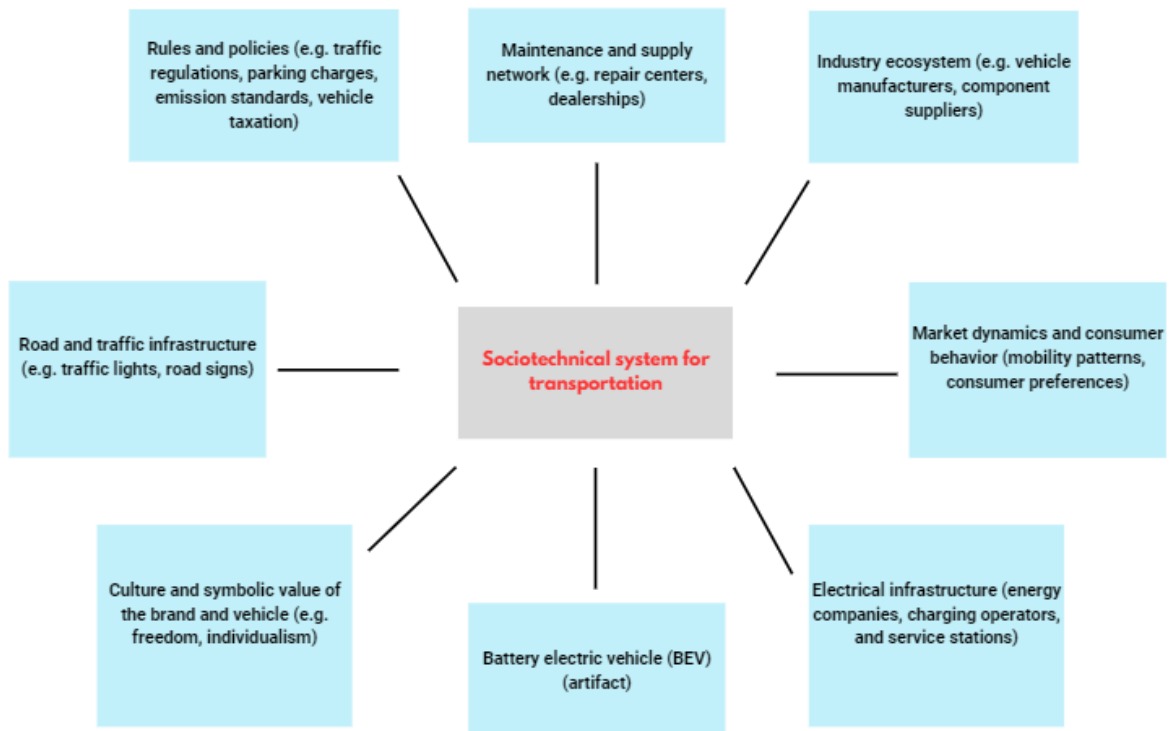 Rules and policies (e.g. traffic
regulations, parking charges,
emission standards, vehicle
taxation)
Maintenance and supply
network (e.g. repair centers,
dealerships)
Industry ecosystem (e.g. vehicle
manufacturers, component
suppliers)
Road and traffic infrastructure
(e.g. traffic lights, road signs)
Sociotechnical system for
transportation
Market dynamics and consumer
behavior (mobility patterns,
consumer preferences)
Culture and symbolic value of
the brand and vehicle (e.g.
freedom, individualism)
Battery electric vehicle (BEV)
(artifact)
Electrical infrastructure (energy
companies, charging operators,
and service stations)